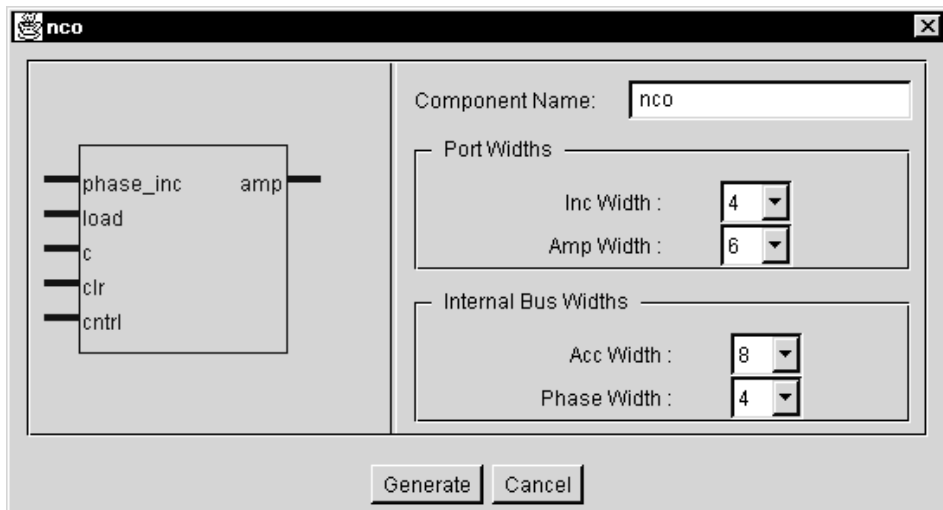 nco
Component Name: nco
Port Widths
phase_inc amp
load
c
clr
cntrl
Inc Width : 4
Amp Width : 6
Internal Bus Widths
Acc Width : 8
Phase Width : 4
Generate Cancel